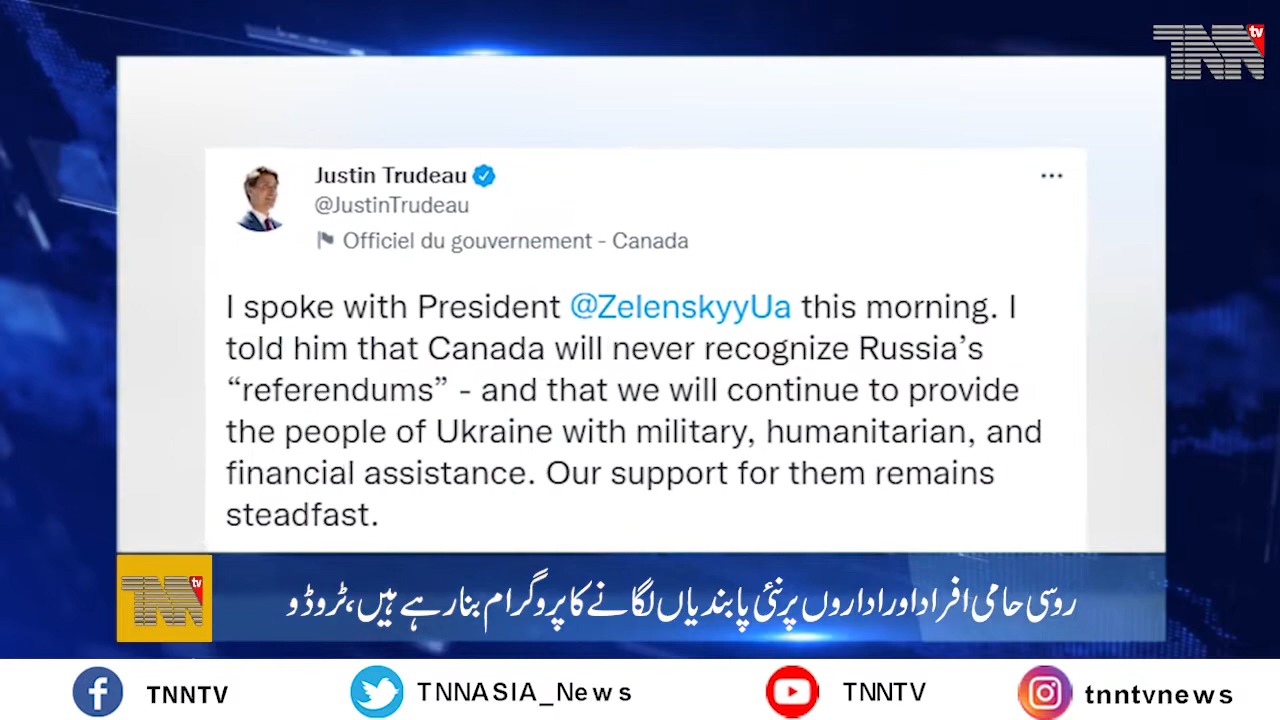 TNN tv
Justin Trudeau
@JustinTrudeau
Officiel du gouvernement - Canada
I spoke with President @ZelenskyyUa this morning. I
told him that Canada will never recognize Russia’s
“referendums” - and that we will continue to provide
the people of Ukraine with military, humanitarian, and
financial assistance. Our support for them remains
steadfast.
TNN tv
روسی حامی افراد اور اداروں پر نئی پابندیاں لگانے کا پروگرام بنا رہے ہیں، ٹروڈو
TNNTV
TNNASIA_News
TNNTV
tnntvnews